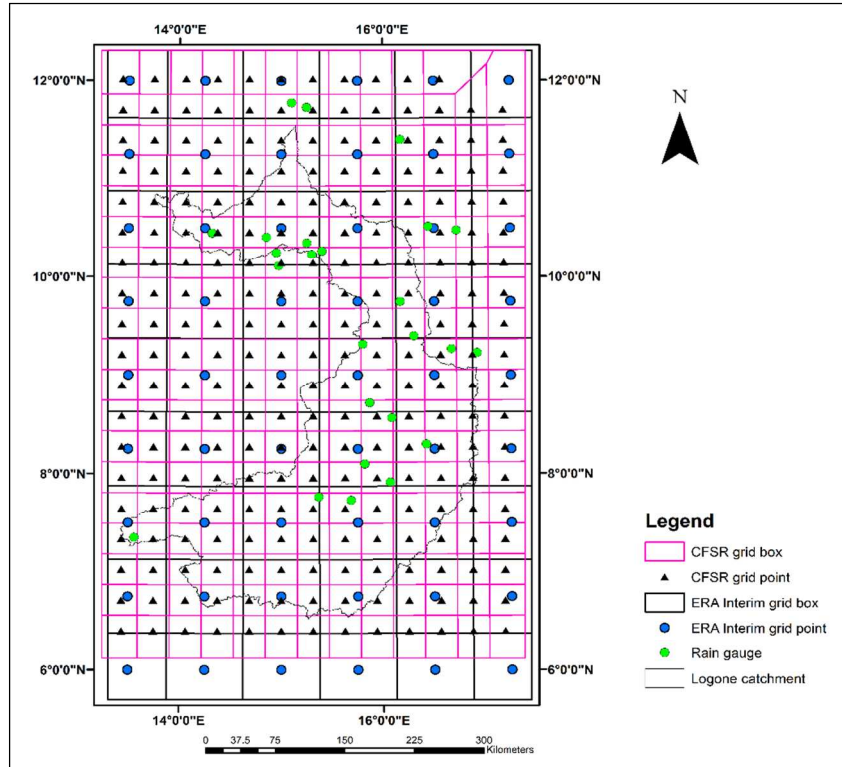 14°0'0"E 16°0'0"E
12°0'0"N 12°0'0"N
N
10°0'0"N 10°0'0"N
8°0'0"N 8°0'0"N
Legend
CFSR grid box
CFSR grid point
ERA Interim grid box
ERA Interim grid point
Rain gauge
Logone catchment
6°0'0"N 6°0'0"N
14°0'0"E 16°0'0"E
0 37.5 75 150 225 300
Kilometers